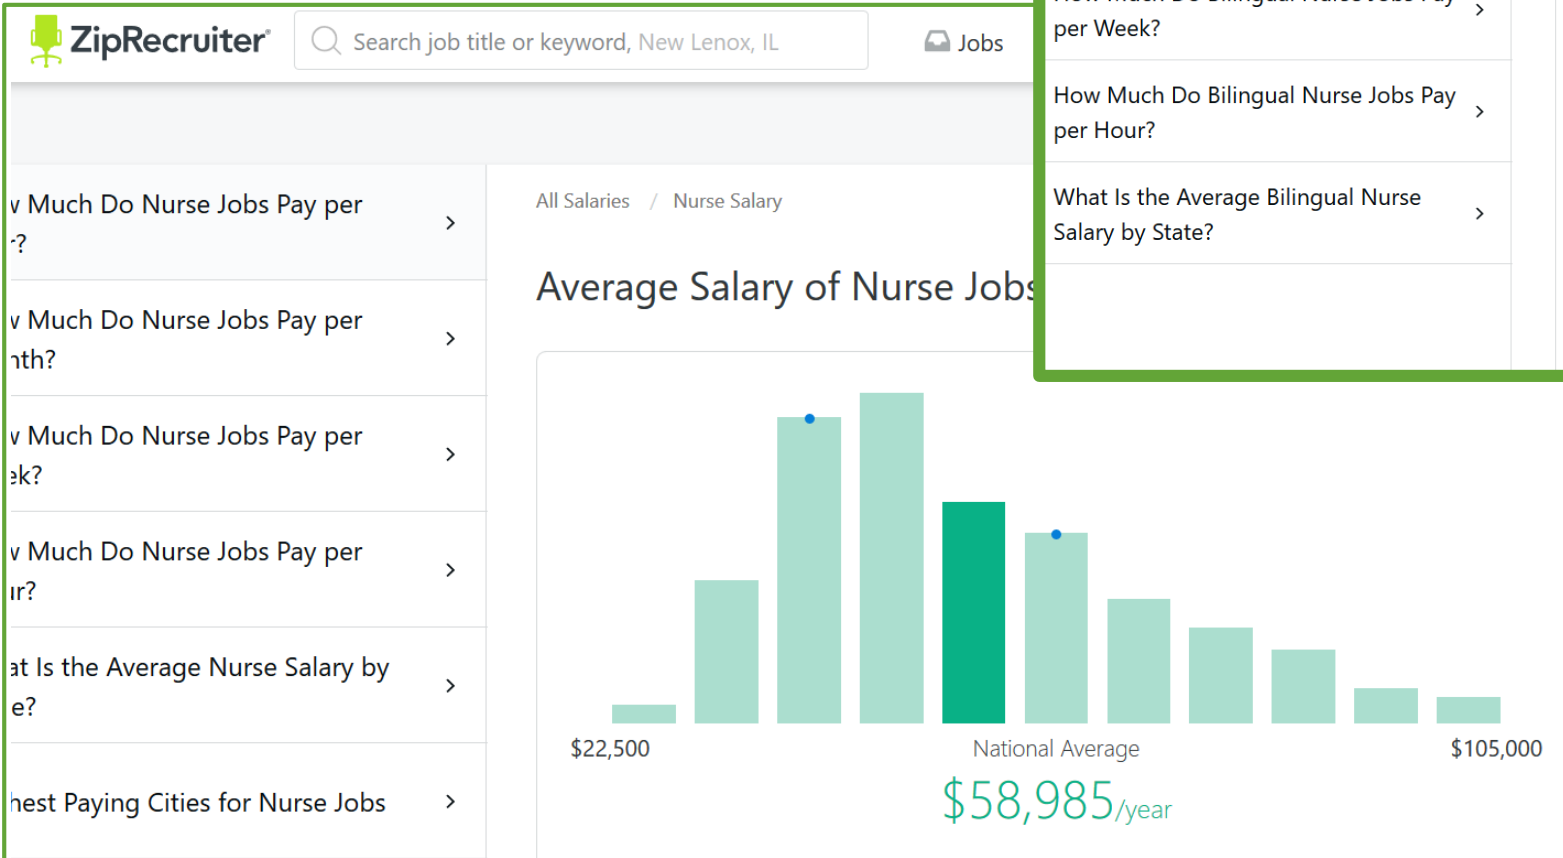 ZipRecruiter
Search job title or keyword, New Lenox, IL
Jobs
per Week?
How Much Do Bilingual Nurse Jobs Pay
per Hour?
What Is the Average Bilingual Nurse
Salary by State?
Much Do Nurse Jobs Pay per
Much Do Nurse Jobs Pay per
Much Do Nurse Jobs Pay per
Much Do Nurse Jobs Pay per
Is the Average Nurse Salary by
Paying Cities for Nurse Jobs
All Salaries / Nurse Salary
Average Salary of Nurse Jobs
$22,500
National Average
$105,000
$58,985/year